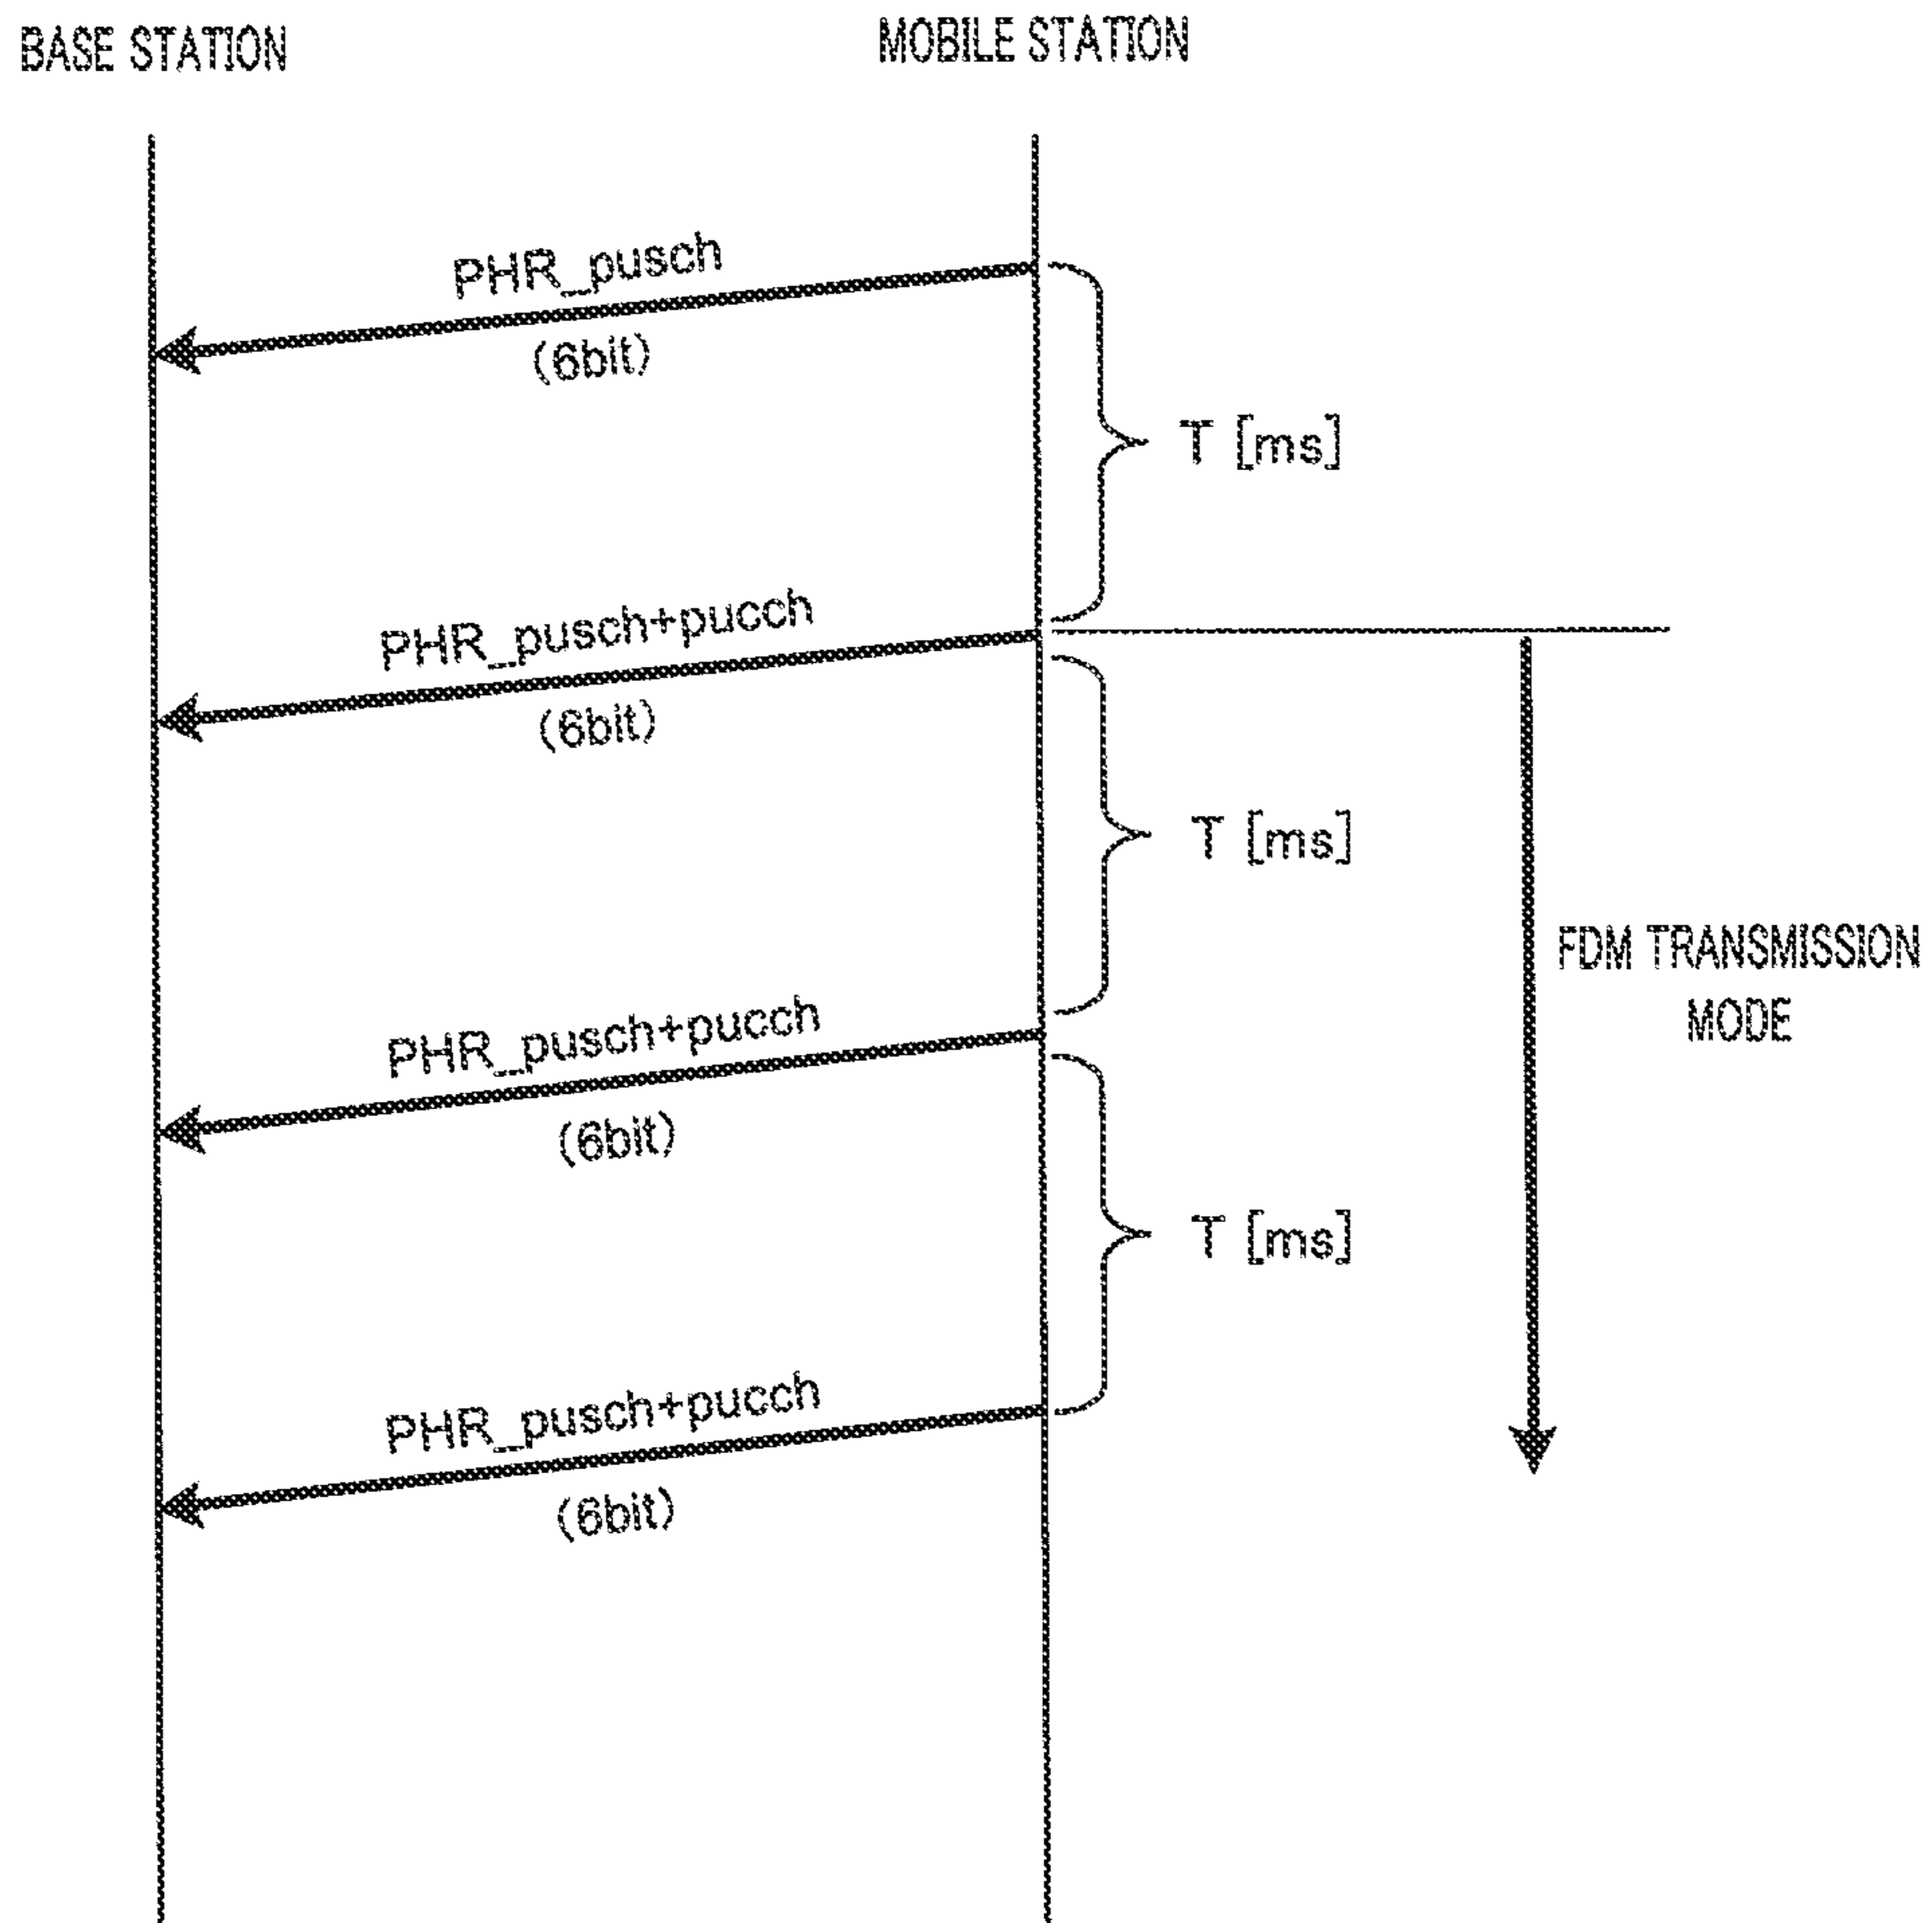 BASE STATION
MOBILE STATION
PHR_pusch
(6bit)
T [ms]
PHR_pusch+pucch
(6bit)
T [ms]
FDM TRANSMISSION
MODE
PHR_pusch+pucch
(6bit)
T [ms]
PHR_pusch+pucch
(6bit)